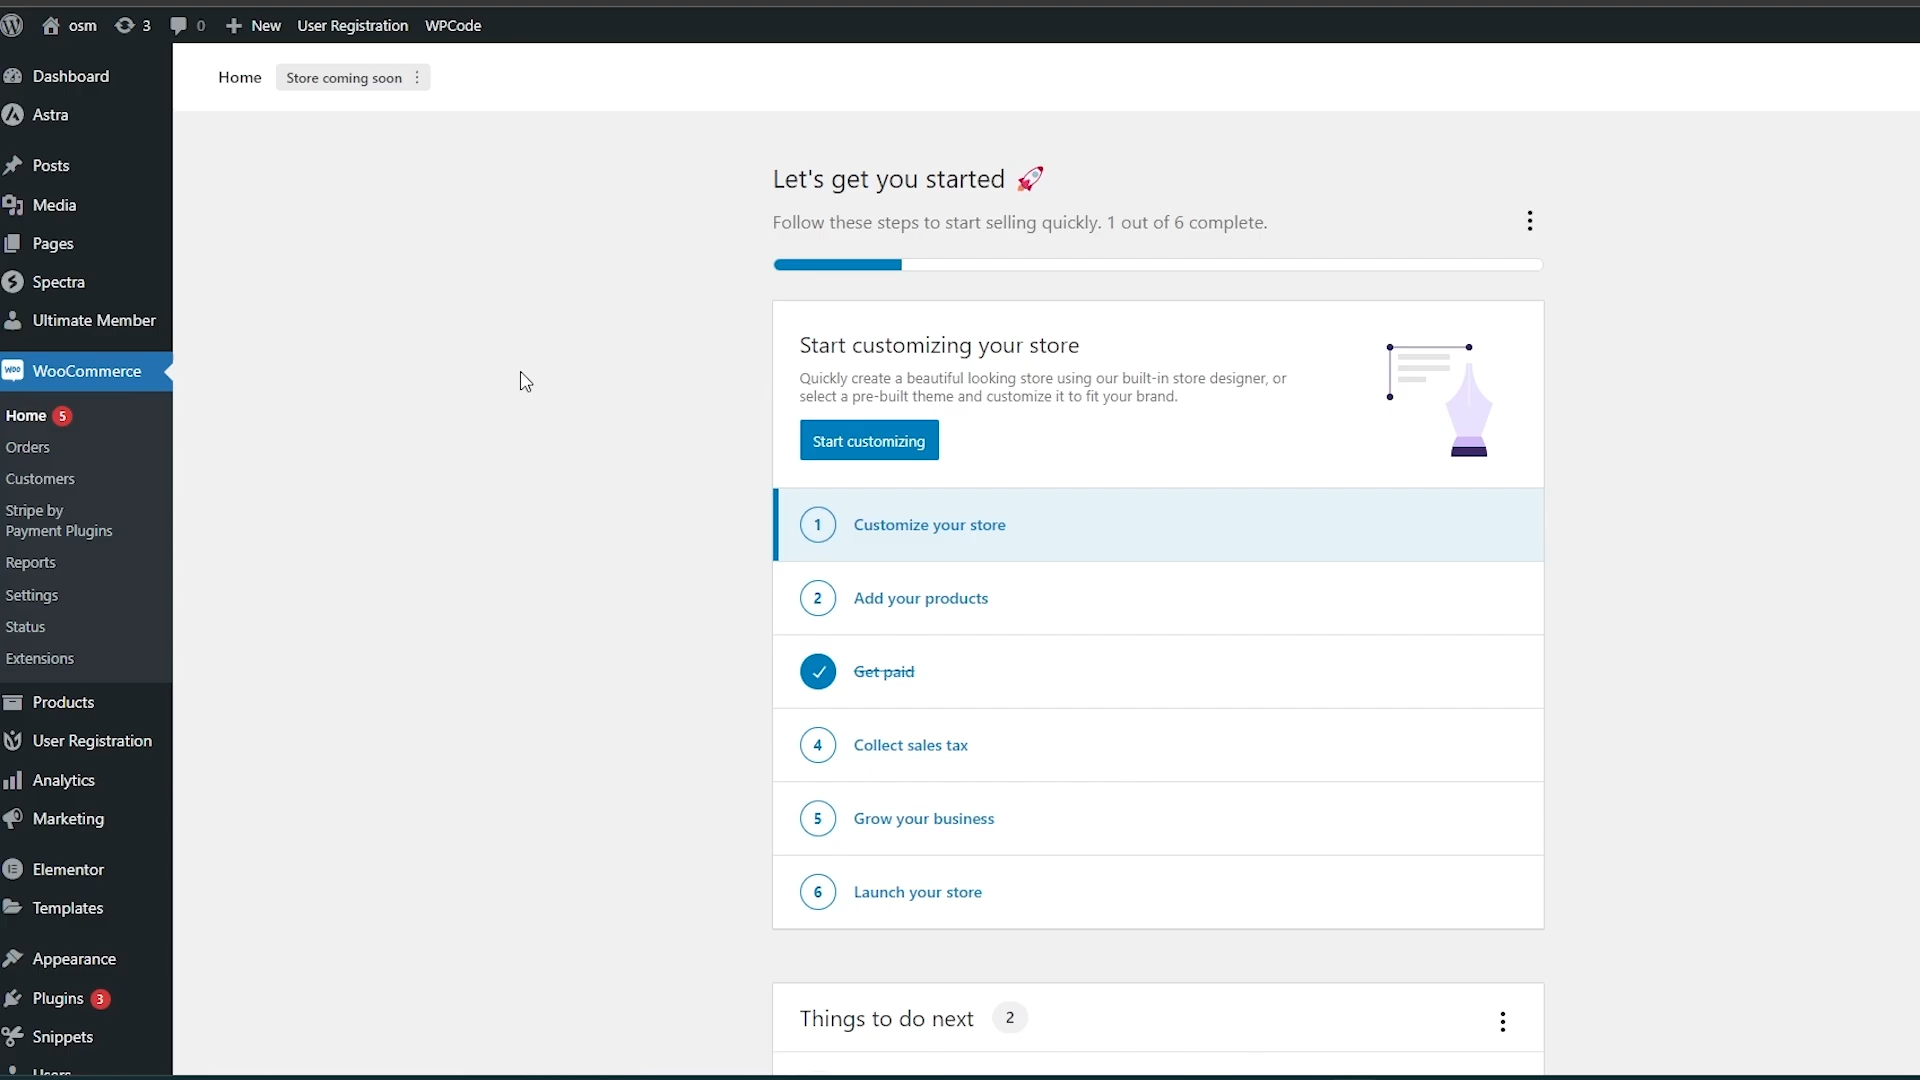 osm
3
0
New
User Registration
WPCode
Dashboard
Astra
Posts
Media
Pages
Spectra
Ultimate Member
woo WooCommerce
Home 5
Orders
Customers
Stripe by
Payment Plugins
Reports
Settings
Status
Extensions
Products
User Registration
Analytics
Marketing
Elementor
Templates
Appearance
Plugins 3
Snippets
Users
Home
Store coming soon
Let's get you started
Follow these steps to start selling quickly. 1 out of 6 complete.
Start customizing your store
Quickly create a beautiful looking store using our built-in store designer, or
select a pre-built theme and customize it to fit your brand.
Start customizing
1 Customize your store
2 Add your products
Get paid
4 Collect sales tax
5 Grow your business
6 Launch your store
Things to do next 2